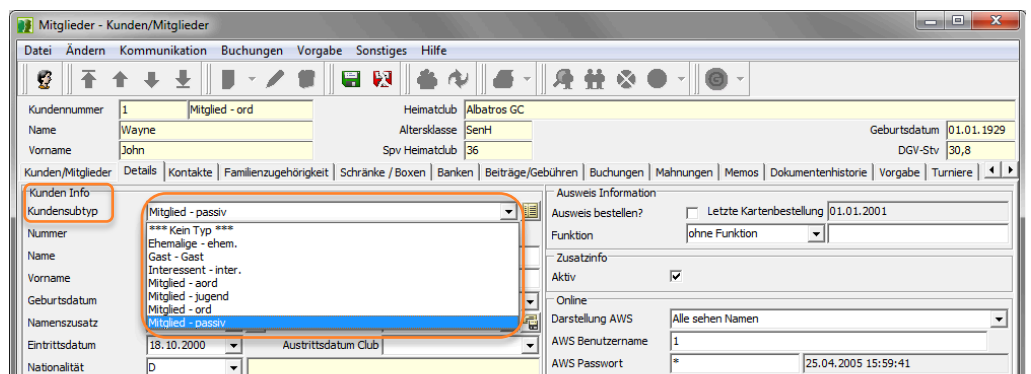 Mitglieder - Kunden/Mitglieder
Datei Ändern Kommunikation Buchungen Vorgabe Sonstiges Hilfe
Kundennummer 1 Mitglied - ord Heimatclub Albatros GC
Name Wayne Altersklasse SenH Geburtsdatum 01.01.1929
Vorname John Spv Heimatclub 36 DGV-Stv 30,8
Kunden/Mitglieder Details Kontakte Familienzugehörigkeit Schränke / Boxen Banken Beiträge/Gebühren Buchungen Mahnungen Memos Dokumentenhistorie Vorgabe Turniere
Kunden Info Ausweis Information
Kundensubtyp Mitglied - passiv Ausweis bestellen? Letzte Kartenbestellung 01.01.2001
Nummer *** Kein Typ *** Funktion ohne Funktion
Ehemalige - ehem.
Name Gast - Gast Zusatzinfo
Interessent - inter.
Vorname Mitglied - aord Aktiv
Mitglied - jugend
Geburtsdatum Mitglied - ord Online
Namenszusatz Mitglied - passiv Darstellung AWS Alle sehen Namen
Eintrittsdatum 18.10.2000 Austrittsdatum Club AWS Benutzername 1
Nationalität D AWS Passwort * 25.04.2005 15:59:41